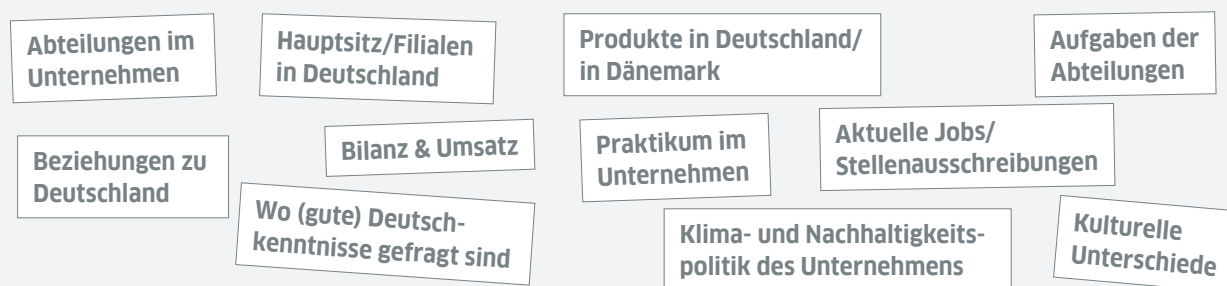 Abteilungen im
Unternehmen
Hauptsitz/Filialen
in Deutschland
Produkte in Deutschland/
in Dänemark
Aufgaben der
Abteilungen
Beziehungen zu
Deutschland
Bilanz & Umsatz
Praktikum im
Unternehmen
Aktuelle Jobs/
Stellenausschreibungen
Wo (gute) Deutsch-
kenntnisse gefragt sind
Klima- und Nachhaltigkeits-
politik des Unternehmens
Kulturelle
Unterschiede